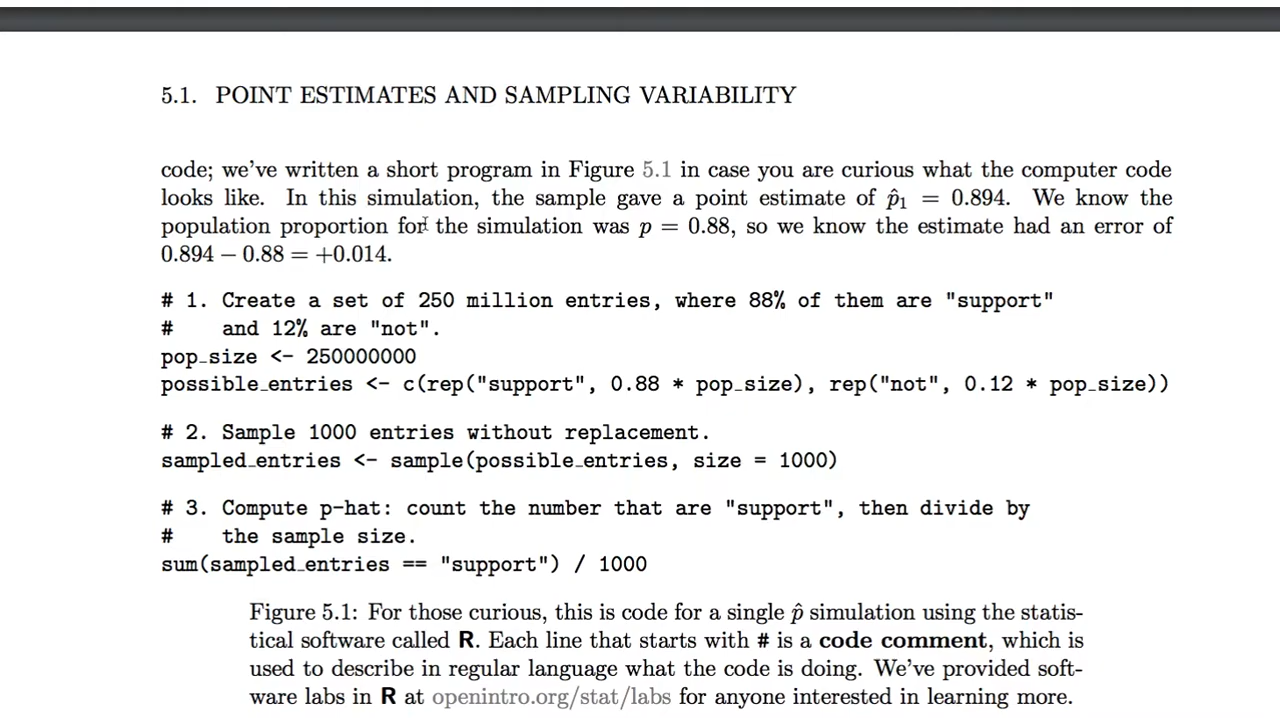 5.1. POINT ESTIMATES AND SAMPLING VARIABILITY
code; we've written a short program in Figure 5.1 in case you are curious what the computer code
looks like. In this simulation, the sample gave a point estimate of p̂₁ = 0.894. We know the
population proportion for the simulation was p = 0.88, so we know the estimate had an error of
0.894 − 0.88 = +0.014.
# 1. Create a set of 250 million entries, where 88% of them are "support"
#    and 12% are "not".
pop_size <- 250000000
possible_entries <- c(rep("support", 0.88 * pop_size), rep("not", 0.12 * pop_size))
# 2. Sample 1000 entries without replacement.
sampled_entries <- sample(possible_entries, size = 1000)
# 3. Compute p-hat: count the number that are "support", then divide by
#    the sample size.
sum(sampled_entries == "support") / 1000
Figure 5.1: For those curious, this is code for a single p̂ simulation using the statis-
tical software called R. Each line that starts with # is a code comment, which is
used to describe in regular language what the code is doing. We've provided soft-
ware labs in R at openintro.org/stat/labs for anyone interested in learning more.